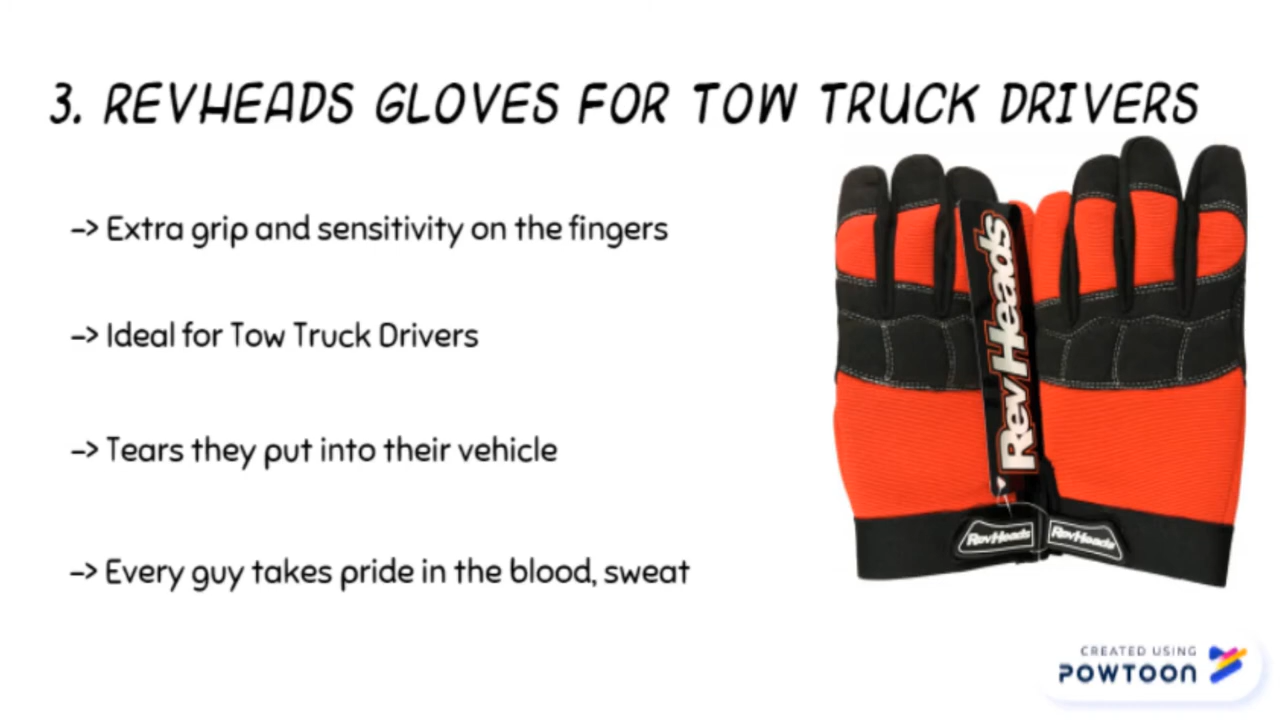 3. REVHEADS GLOVES FOR TOW TRUCK DRIVERS
-> Extra grip and sensitivity on the fingers
-> Ideal for Tow Truck Drivers
-> Tears they put into their vehicle
-> Every guy takes pride in the blood, sweat
RevHeads
RevHeads
RevHeads
CREATED USING
POWTOON